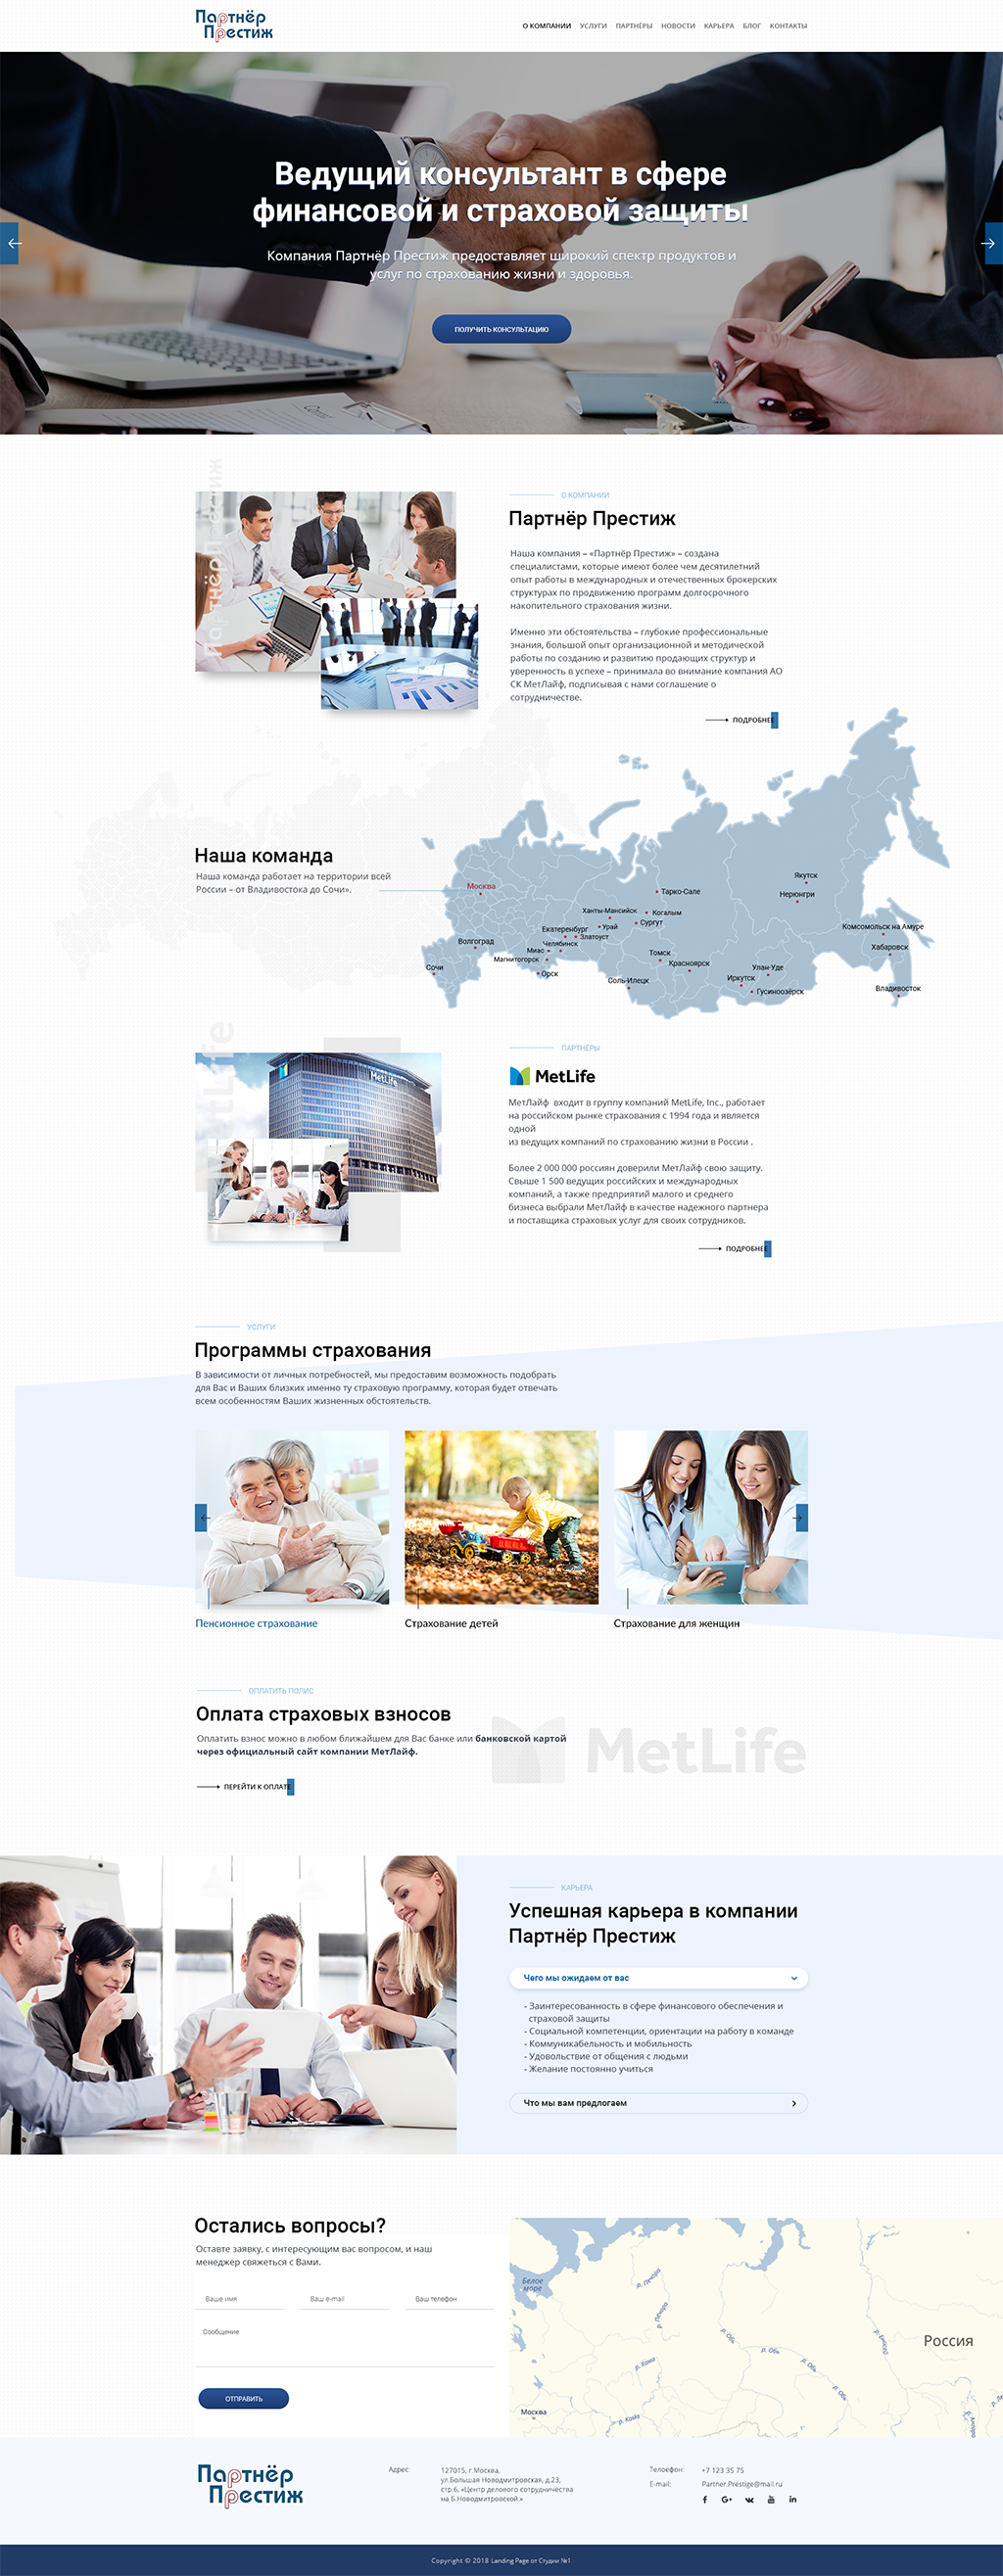 Партнёр
Престиж
О КОМПАНИИ УСЛУГИ ПАРТНЁРЫ НОВОСТИ КАРЬЕРА БЛОГ КОНТАКТЫ
Ведущий консультант в сфере
финансовой и страховой защиты
Компания Партнёр Престиж предоставляет широкий спектр продуктов и
услуг по страхованию жизни и здоровья.
ПОЛУЧИТЬ КОНСУЛЬТАЦИЮ
О КОМПАНИИ
Партнёр Престиж
Наша компания – «Партнёр Престиж» – создана
специалистами, которые имеют более чем десятилетний
опыт работы в международных и отечественных брокерских
структурах по продвижению программ долгосрочного
накопительного страхования жизни.
Именно эти обстоятельства – глубокие профессиональные
знания, большой опыт организационной и методической
работы по созданию и развитию продающих структур и
уверенность в успехе – принимала во внимание компания АО
СК МетЛайф, подписывая с нами соглашение о
сотрудничестве.
ПОДРОБНЕЕ
Наша команда
Наша команда работает на территории всей
России – от Владивостока до Сочи».
Москва
Тарко-Сале
Якутск
Нерюнгри
Ханты-Мансийск
Когалым
Сургут
Урай
Екатеренбург
Златоуст
Комсомольск на Амуре
Волгоград
Челябинск
Миас
Хабаровск
Магнитогорск
Томск
Красноярск
Сочи
Орск
Улан-Уде
Соль-Илецк
Иркутск
Гусиноозёрск
Владивосток
MetLife
ПАРТНЁРЫ
MetLife
МетЛайф входит в группу компаний MetLife, Inc., работает
на российском рынке страхования с 1994 года и является
одной
из ведущих компаний по страхованию жизни в России .
Более 2 000 000 россиян доверили МетЛайф свою защиту.
Свыше 1 500 ведущих российских и международных
компаний, а также предприятий малого и среднего
бизнеса выбрали МетЛайф в качестве надежного партнера
и поставщика страховых услуг для своих сотрудников.
ПОДРОБНЕЕ
УСЛУГИ
Программы страхования
В зависимости от личных потребностей, мы предоставим возможность подобрать
для Вас и Ваших близких именно ту страховую программу, которая будет отвечать
всем особенностям Ваших жизненных обстоятельств.
Пенсионное страхование
Страхование детей
Страхование для женщин
ОПЛАТИТЬ ПОЛИС
Оплата страховых взносов
Оплатить взнос можно в любом ближайшем для Вас банке или банковской картой
через официальный сайт компании МетЛайф.
MetLife
ПЕРЕЙТИ К ОПЛАТЕ
КАРЬЕРА
Успешная карьера в компании
Партнёр Престиж
Чего мы ожидаем от вас
- Заинтересованность в сфере финансового обеспечения и
страховой защиты
- Социальной компетенции, ориентации на работу в команде
- Коммуникабельность и мобильность
- Удовольствие от общения с людьми
- Желание постоянно учиться
Что мы вам предлогаем
Остались вопросы?
Оставте заявку, с интересующим вас вопросом, и наш
менеджер свяжеться с Вами.
Ваше имя
Ваш e-mail
Ваш телефон
Сообщение
ОТПРАВИТЬ
Белое
море
р. Печора
р. Печора
р. Обь
р. Обь
р. Обь
р. Обь
р. Енисей
р. Кама
р. Кама
Россия
Москва
Партнёр
Престиж
Адрес:
127015, г.Москва,
ул.Большая Новодмитровская, д.23,
стр.6, «Центр делового сотрудничества
на Б.Новодмитровской.»
Телоефон:
+7 123 35 75
E-mail:
Partner.Prestige@mail.ru
Copyright © 2018 Landing Page от Студии №1